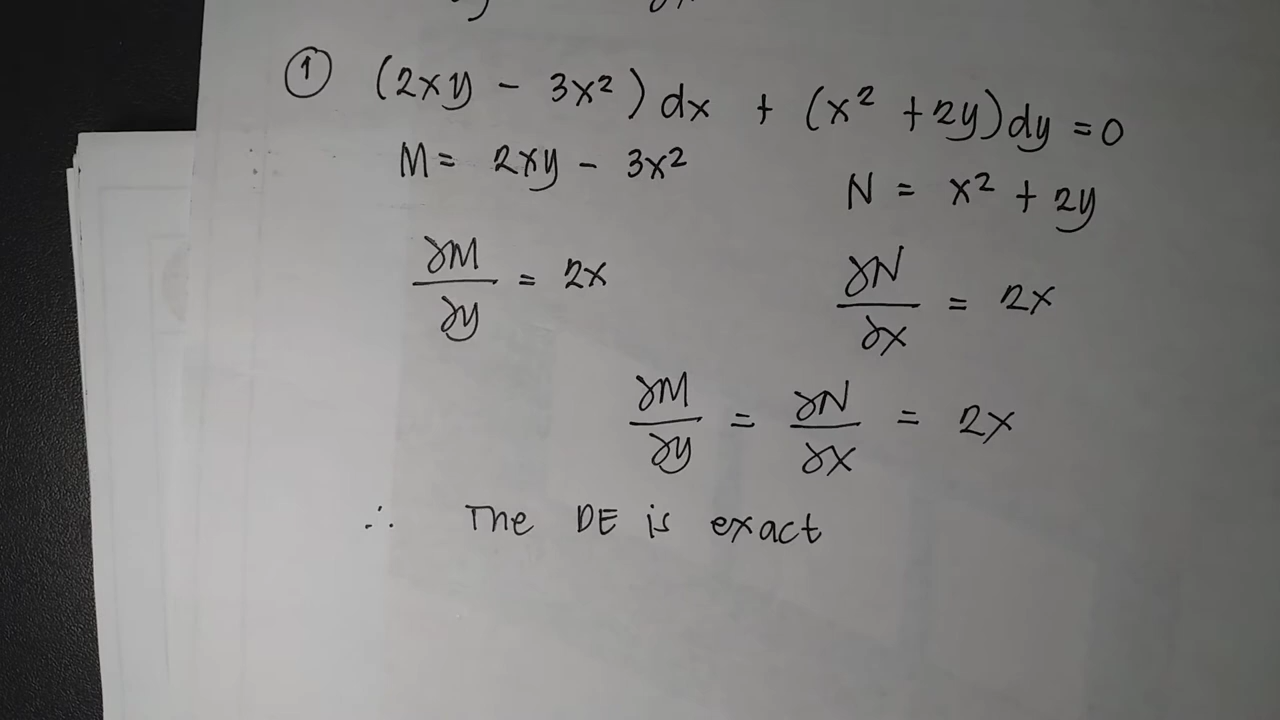 ① (2xy - 3x²)dx + (x² + 2y)dy = 0
M = 2xy - 3x² N = x² + 2y
∂M/∂y = 2x ∂N/∂x = 2x
∂M/∂y = ∂N/∂x = 2x
∴ The DE is exact